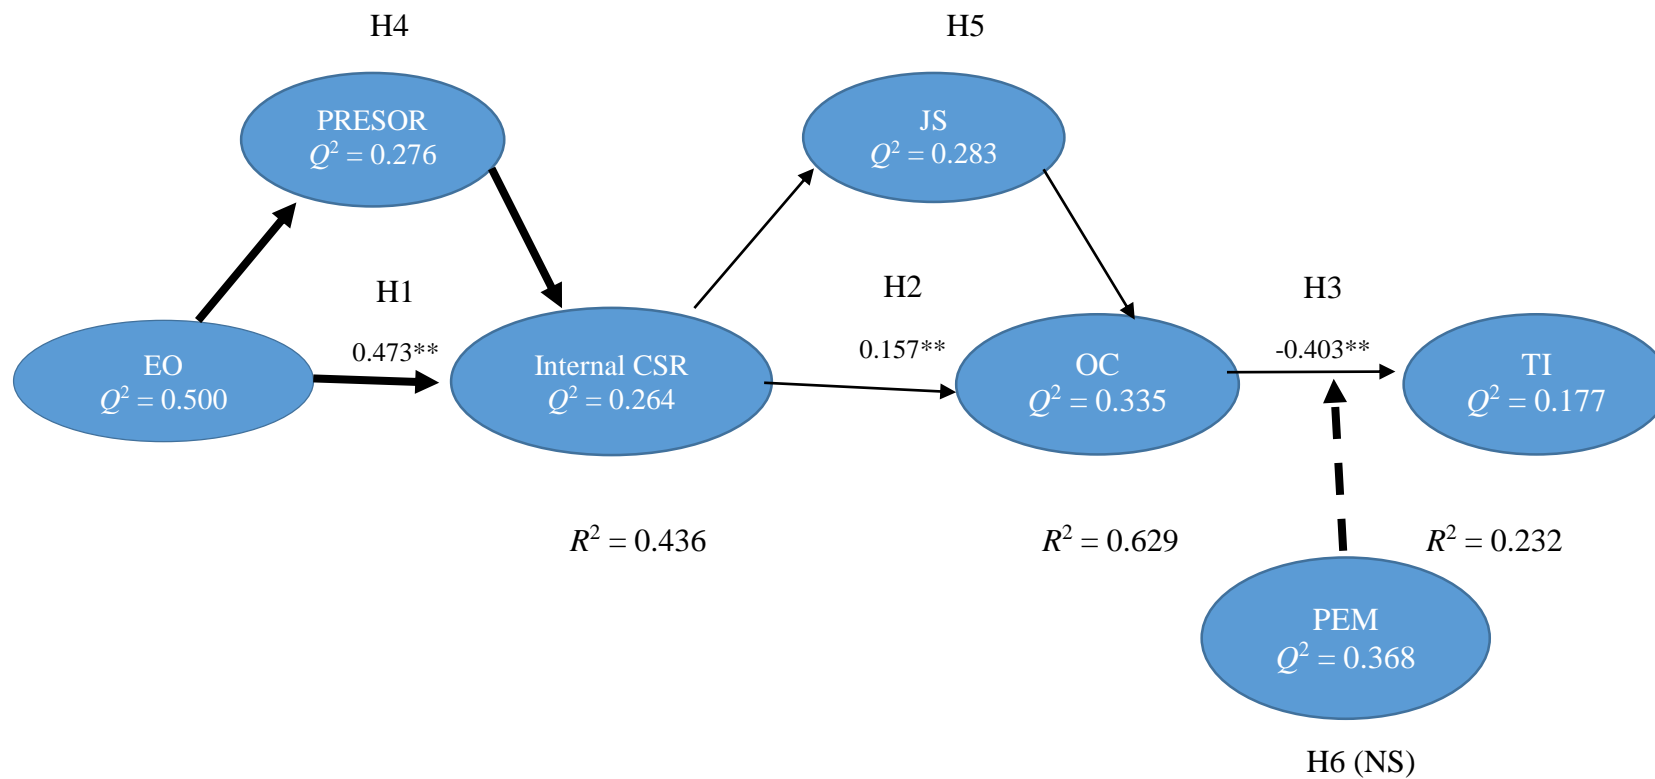 H4
H5
PRESOR
Q² = 0.276
JS
Q² = 0.283
H1
H2
H3
0.473**
0.157**
-0.403**
EO
Q² = 0.500
Internal CSR
Q² = 0.264
OC
Q² = 0.335
TI
Q² = 0.177
R² = 0.436
R² = 0.629
R² = 0.232
PEM
Q² = 0.368
H6 (NS)